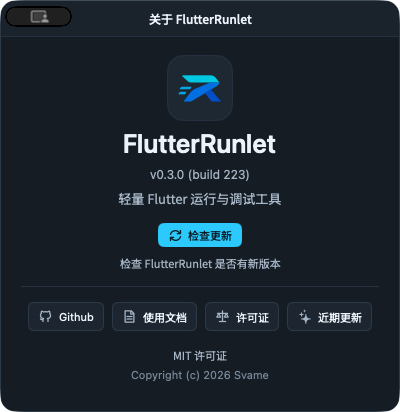 关于 FlutterRunlet
FlutterRunlet
v0.3.0 (build 223)
轻量 Flutter 运行与调试工具
检查更新
检查 FlutterRunlet 是否有新版本
Github
使用文档
许可证
近期更新
MIT 许可证
Copyright (c) 2026 Svame